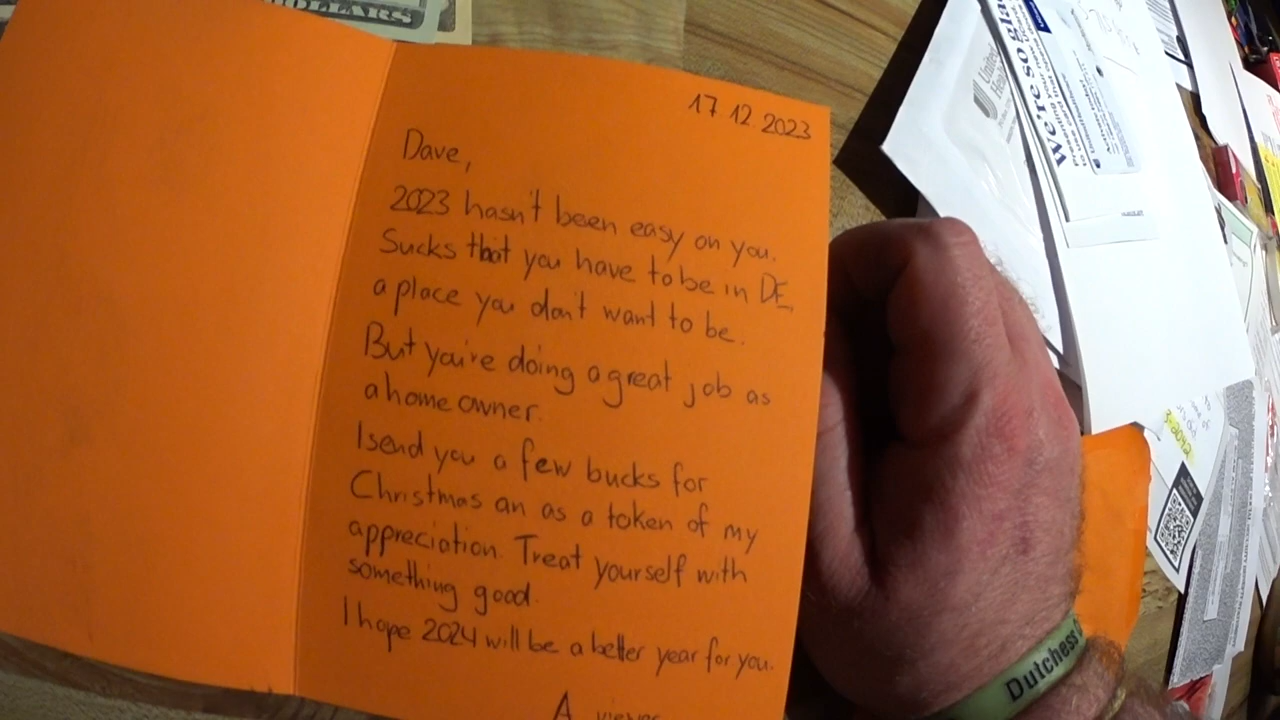 DOLLARS
17.12.2023
Dave,
2023 hasn't been easy on you.
Sucks that you have to be in DE,
a place you don't want to be.
But you're doing a great job as
a home owner.
I send you a few bucks for
Christmas an as a token of my
appreciation. Treat yourself with
something good.
I hope 2024 will be a better year for you.
A viewer
United
We're so glad
Dutchess